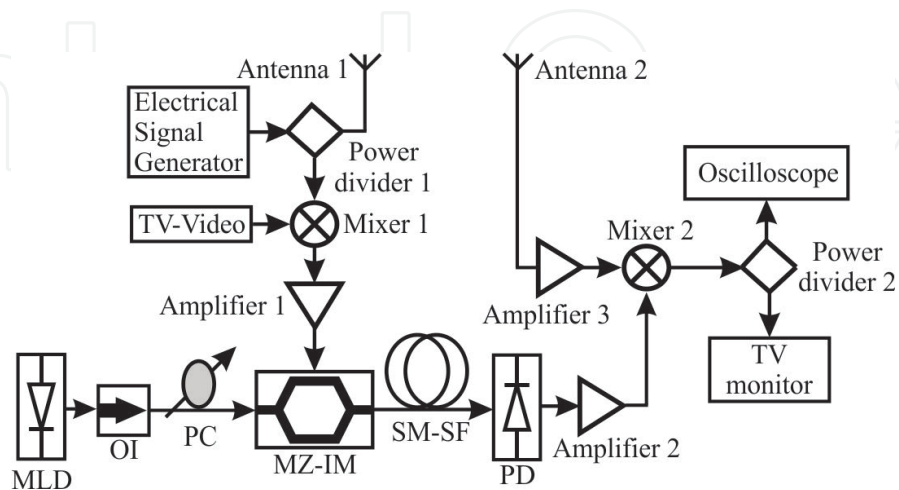 Antenna 1
Antenna 2
Electrical
Signal
Generator
Power
divider 1
Oscilloscope
TV-Video
Mixer 1
Mixer 2
Power
divider 2
Amplifier 1
Amplifier 3
TV
monitor
MLD
OI
PC
MZ-IM
SM-SF
PD
Amplifier 2